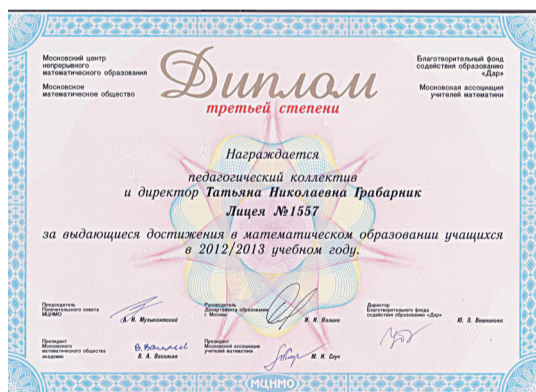 Московский центр
непрерывного
математического образования
Московское
математическое общество
Благотворительный фонд
содействия образованию
«Дар»
Московская ассоциация
учителей математики
Диплом
третьей степени
Награждается
педагогический коллектив
и директор Татьяна Николаевна Грабарник
Лицея №1557
за выдающиеся достижения в математическом образовании учащихся
в 2012/2013 учебном году.
Председатель
Попечительного совета
МЦНМО
А. И. Музыкантский
Руководитель
Департамента образования
г. Москвы
И. И. Калина
Директор
Благотворительного фонда
содействия образованию «Дар»
Президент
Московского
математического общества
академик
В. А. Васильев
Президент
Московской ассоциации
учителей математики
МЦНМО